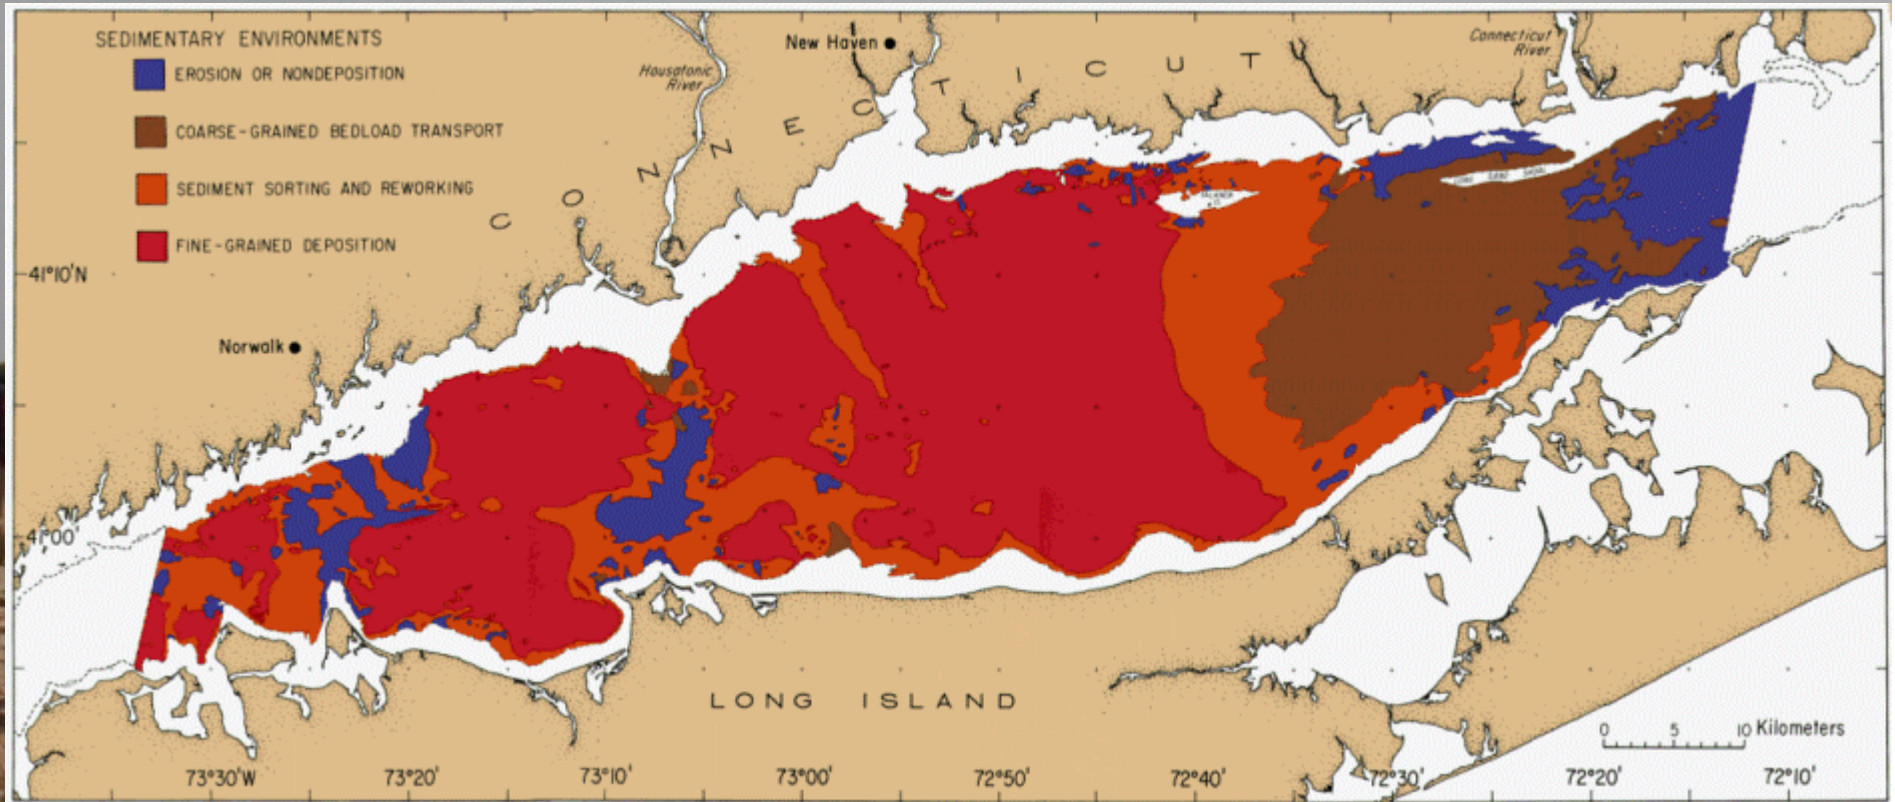 SEDIMENTARY ENVIRONMENTS
EROSION OR NONDEPOSITION
COARSE-GRAINED BEDLOAD TRANSPORT
SEDIMENT SORTING AND REWORKING
FINE-GRAINED DEPOSITION
New Haven
Housatonic
River
Connecticut
River
CONNECTICUT
41°10'N
Norwalk
41°00'
LONG ISLAND
0 5 10 Kilometers
73°30'W 73°20' 73°10' 73°00' 72°50' 72°40' 72°30' 72°20' 72°10'